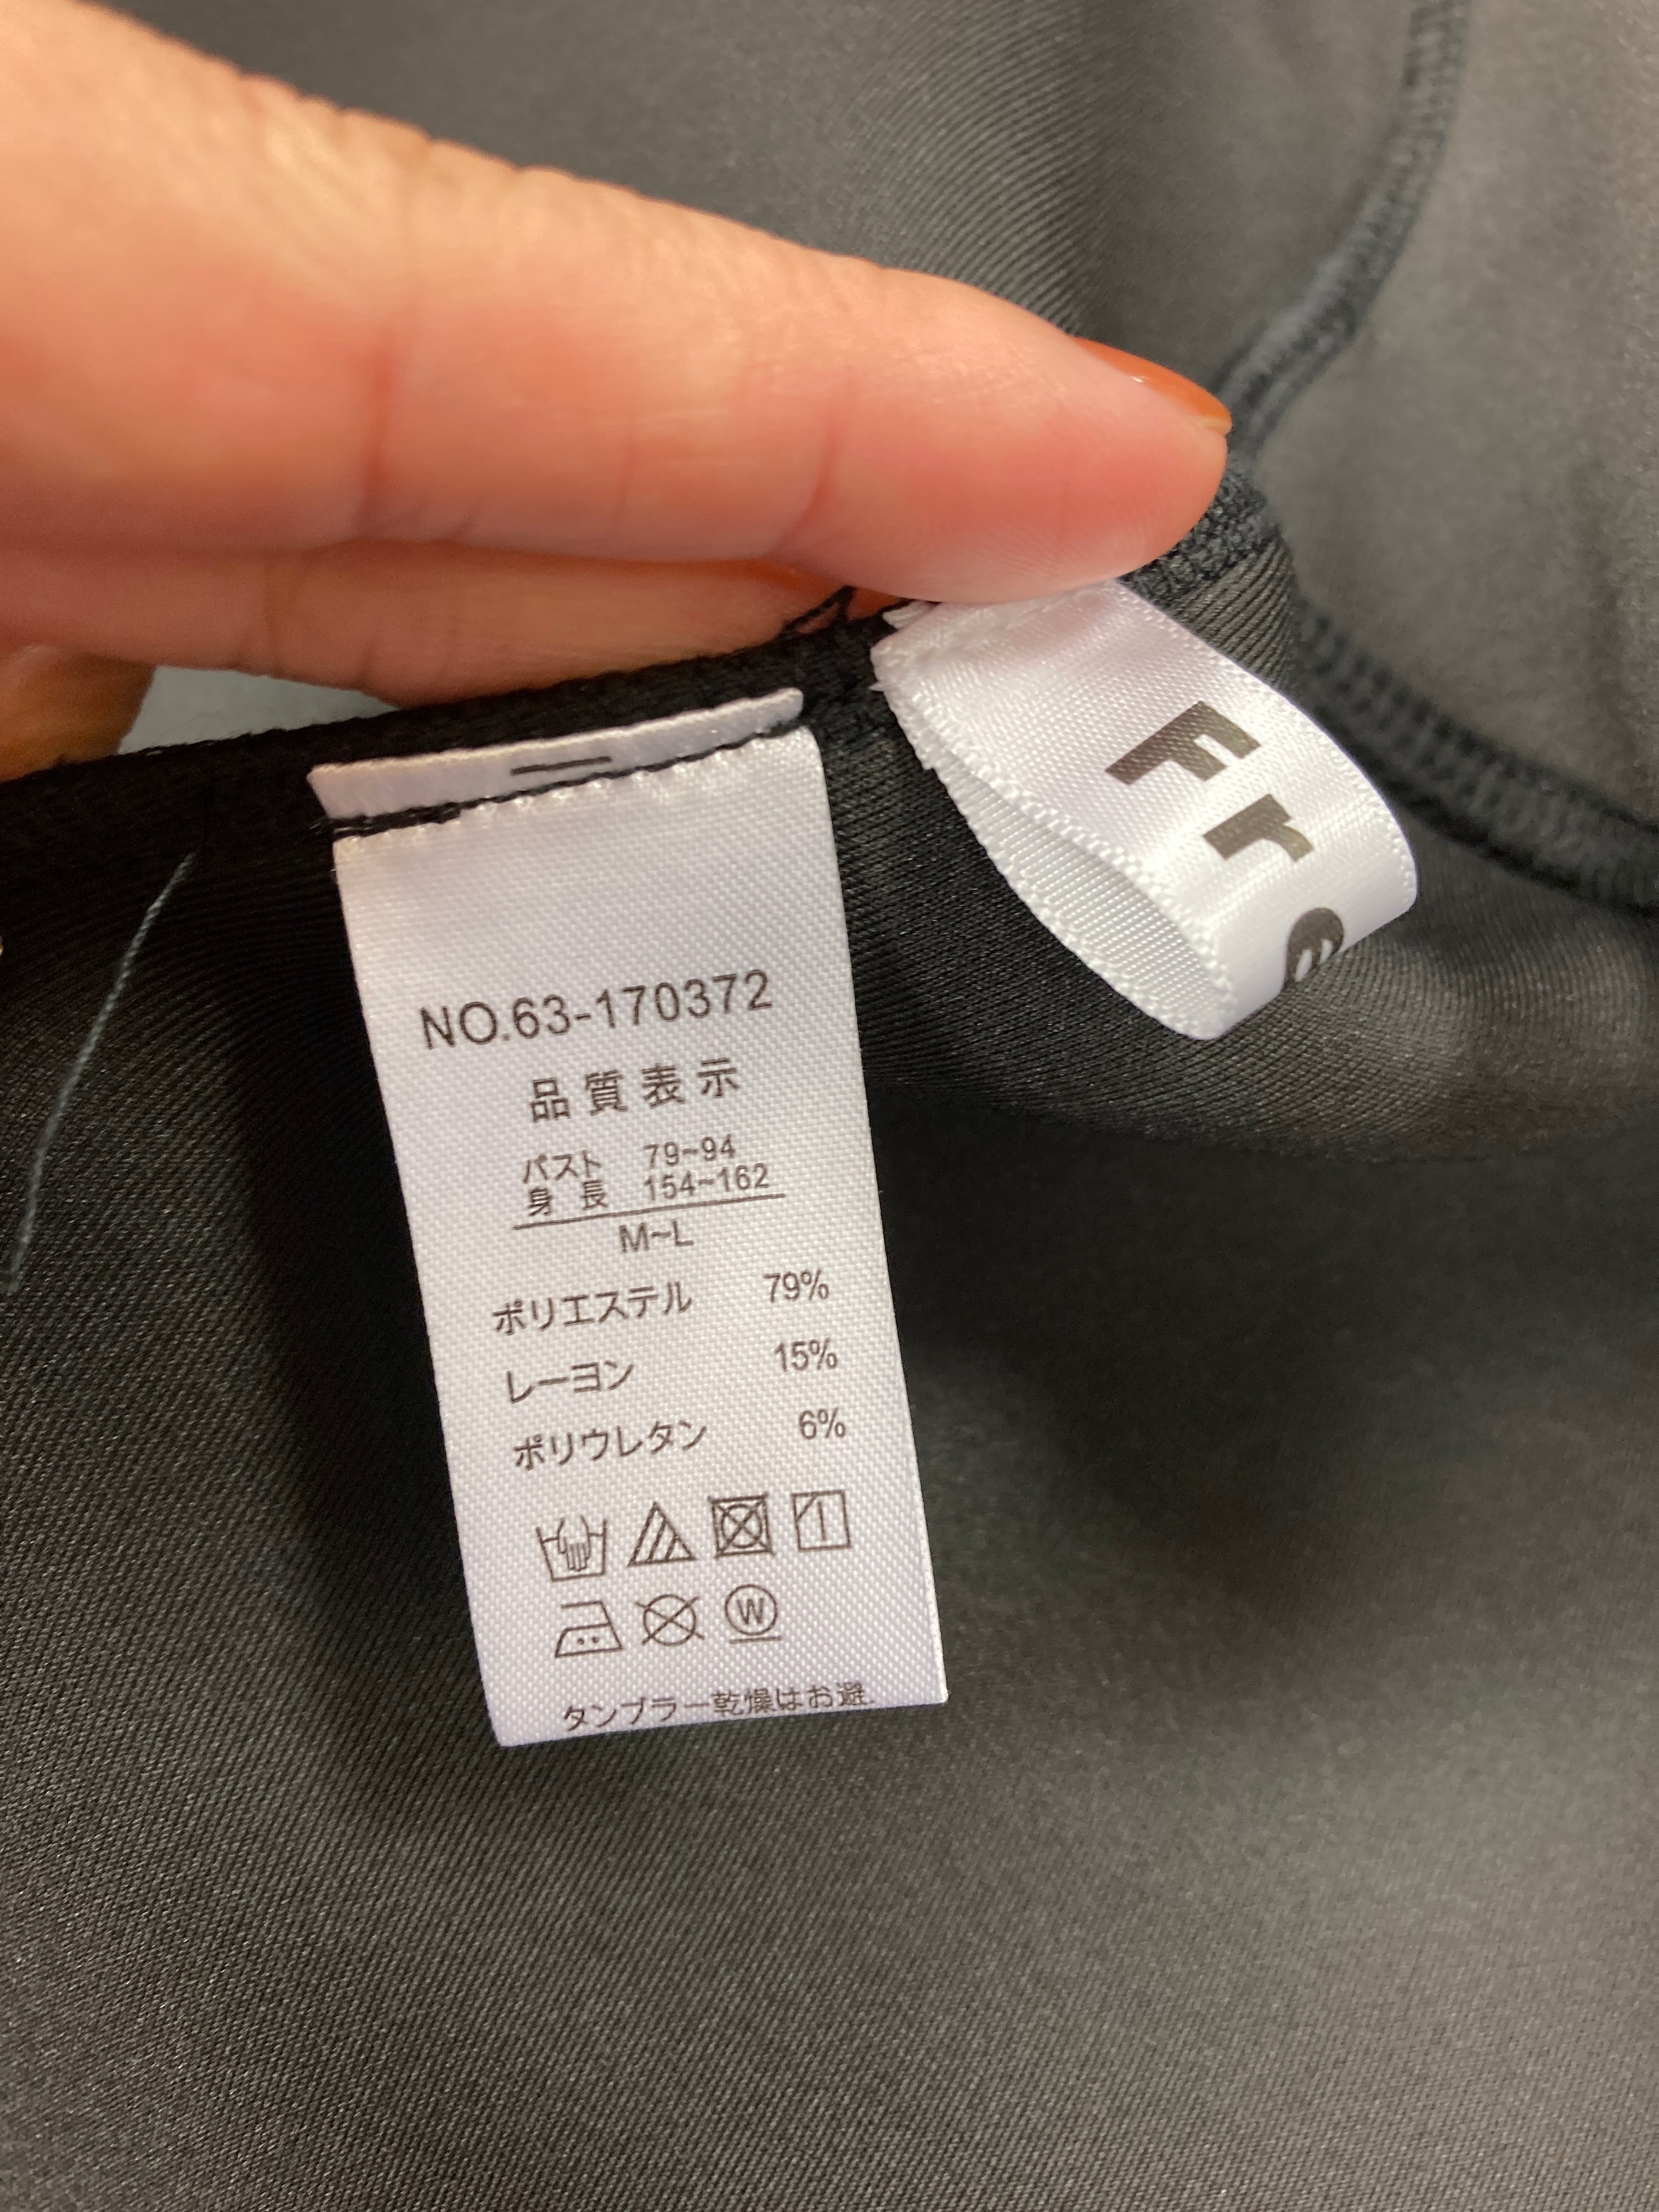 NO.63-170372
品質表示
バスト 79~94
身長 154~162
M~L
ポリエステル 79%
レーヨン 15%
ポリウレタン 6%
W
タンブラー乾燥はお避
Fre